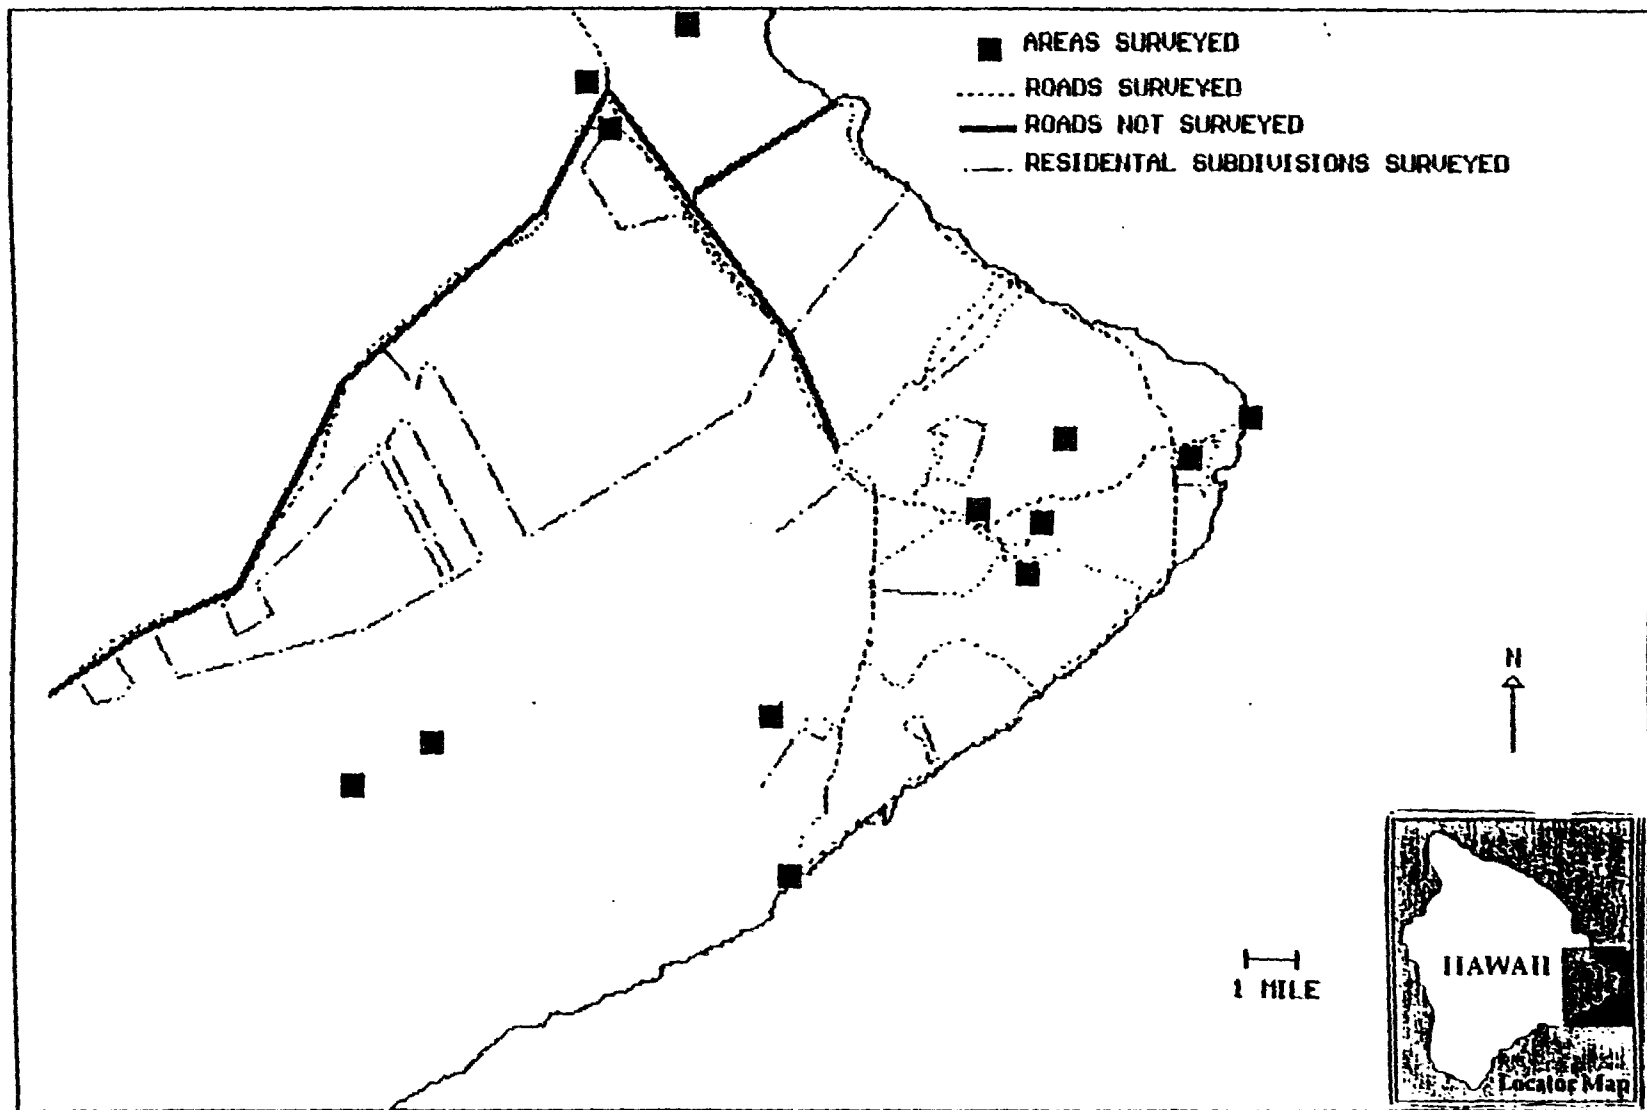 AREAS SURVEYED
ROADS SURVEYED
ROADS NOT SURVEYED
RESIDENTAL SUBDIVISIONS SURVEYED
N
1 MILE
HAWAII
Locator Map